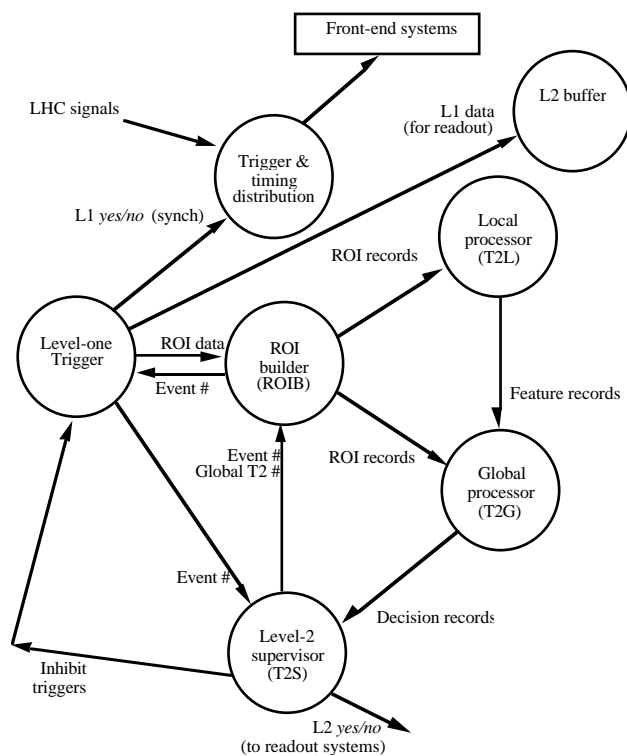 Front-end systems
LHC signals
L1 data
(for readout)
L2 buffer
Trigger &
timing
distribution
L1 yes/no (synch)
Local
processor
(T2L)
ROI records
Level-one
Trigger
ROI data
Event #
ROI
builder
(ROIB)
Feature records
Event #
Global T2 #
ROI records
Global
processor
(T2G)
Event #
Decision records
Level-2
supervisor
(T2S)
Inhibit
triggers
L2 yes/no
(to readout systems)